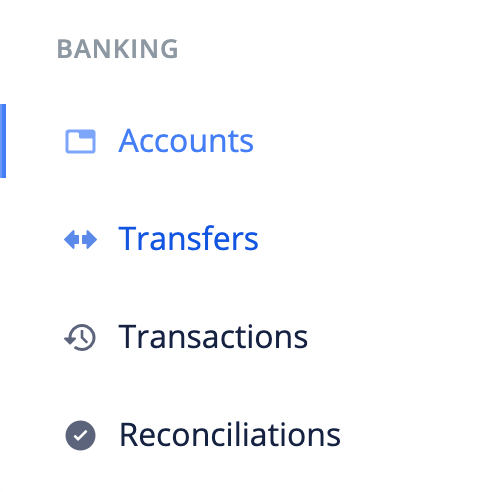 BANKING
Accounts
Transfers
Transactions
Reconciliations